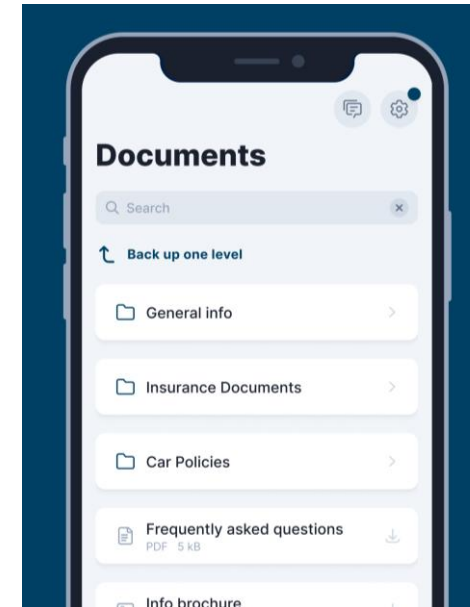 Documents
Search
Back up one level
General info
Insurance Documents
Car Policies
Frequently asked questions
PDF 5 kB
Info brochure